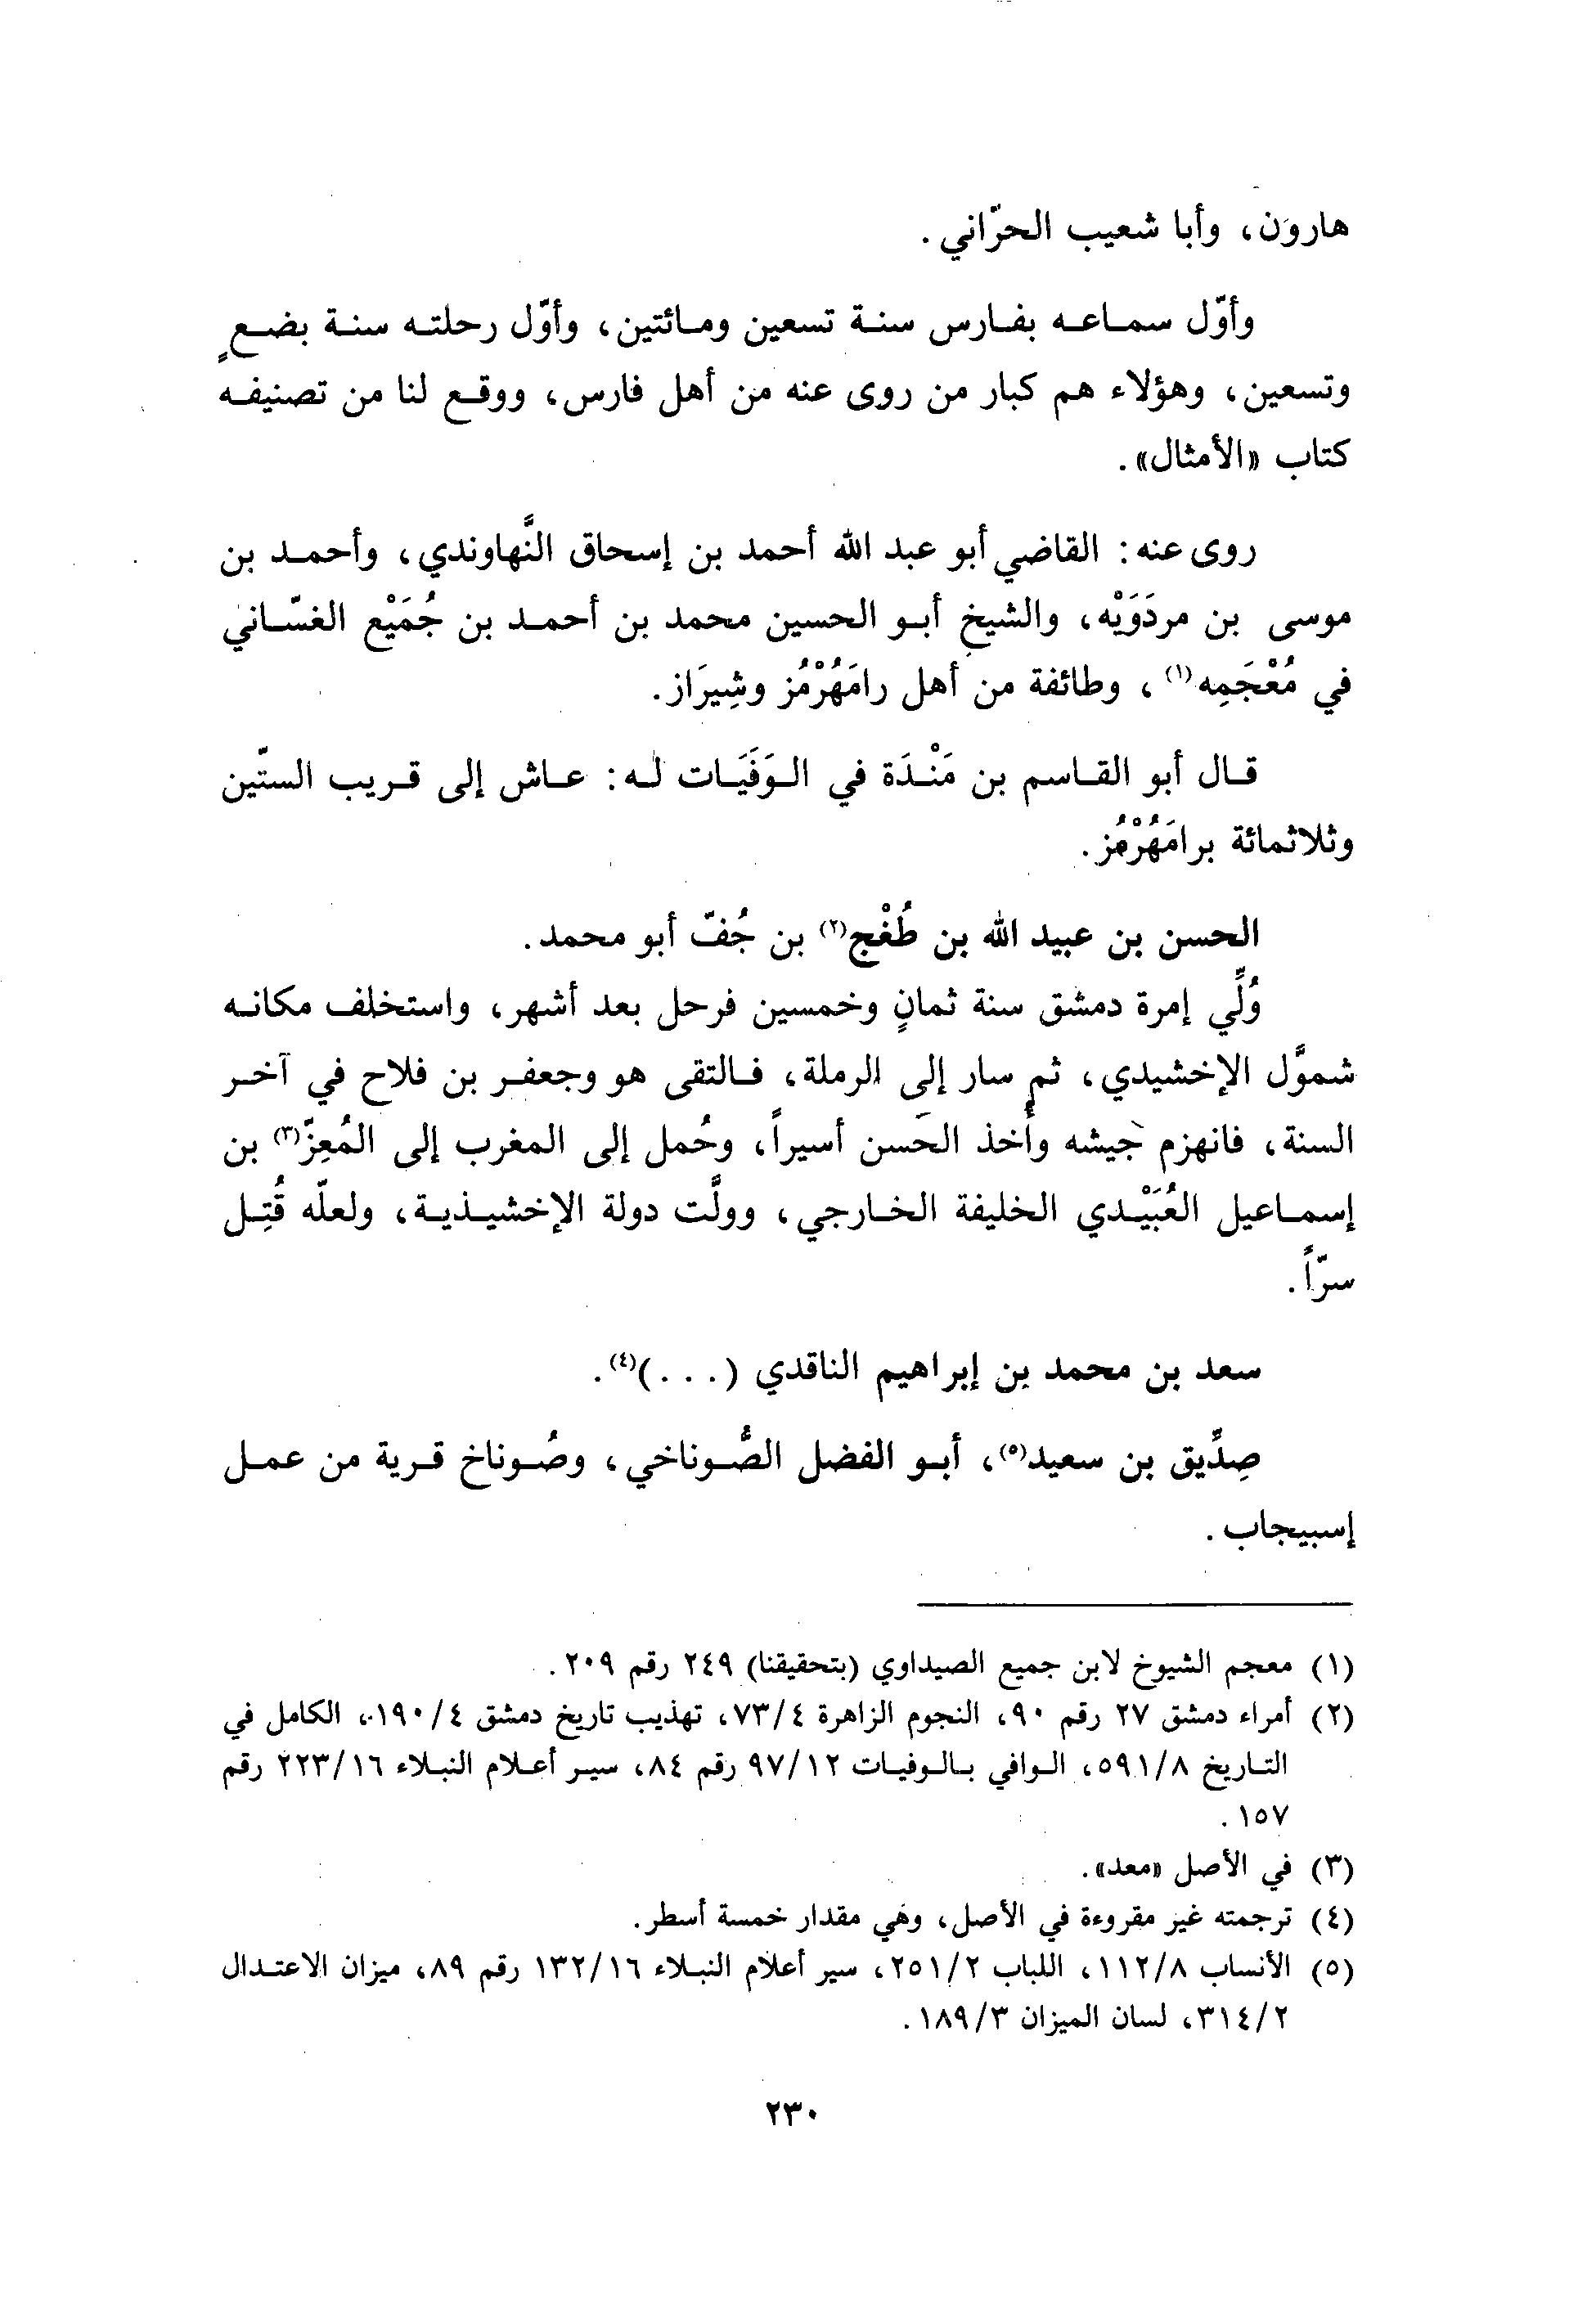 هارون، وأبا شعيب الحرّاني.
وأوّل سماعه بفارس سنة تسعين ومائتين، وأوّل رحلته سنة بضعٍ
وتسعين، وهؤلاء هم كبار من روى عنه من أهل فارس، ووقع لنا من تصنيفه
كتاب «الأمثال».
روى عنه: القاضي أبو عبد الله أحمد بن إسحاق النَّهاوندي، وأحمد بن
موسى بن مردَوَيْه، والشيخ أبو الحسين محمد بن أحمد بن جُمَيْع الغسّاني
في مُعْجَمِه(١)، وطائفة من أهل رامَهُرْمُز وشِيرَاز.
قال أبو القاسم بن مَنْدَة في الوَفَيَات له: عاش إلى قريب الستّين
وثلاثمائة برامَهُرْمُز.
الحسن بن عبيد الله بن طُغْج(٢) بن جُفّ أبو محمد.
وُلِّي إمرة دمشق سنة ثمانٍ وخمسين فرحل بعد أشهر، واستخلف مكانه
شموَّل الإخشيدي، ثم سار إلى الرملة، فالتقى هو وجعفر بن فلاح في آخر
السنة، فانهزم جيشه وأُخذ الحَسن أسيراً، وحُمل إلى المغرب إلى المُعِزّ(٣) بن
إسماعيل العُبَيْدي الخليفة الخارجي، وولَّت دولة الإخشيذية، ولعلّه قُتِل
سرّاً.
سعد بن محمد بن إبراهيم الناقدي (...)(٤).
صِدِّيق بن سعيد(٥)، أبو الفضل الصُّوناخي، وصُوناخ قرية من عمل
إسبيجاب.
(١) معجم الشيوخ لابن جميع الصيداوي (بتحقيقنا) ٢٤٩ رقم ٢٠٩.
(٢) أمراء دمشق ٢٧ رقم ٩٠، النجوم الزاهرة ٧٣/٤، تهذيب تاريخ دمشق ١٩٠/٤، الكامل في
التاريخ ٥٩١/٨، الوافي بالوفيات ٩٧/١٢ رقم ٨٤، سير أعلام النبلاء ٢٢٣/١٦ رقم
١٥٧.
(٣) في الأصل «معد».
(٤) ترجمته غير مقروءة في الأصل، وهي مقدار خمسة أسطر.
(٥) الأنساب ١١٢/٨، اللباب ٢٥١/٢، سير أعلام النبلاء ١٣٢/١٦ رقم ٨٩، ميزان الاعتدال
٣١٤/٢، لسان الميزان ١٨٩/٣.
٢٣٠